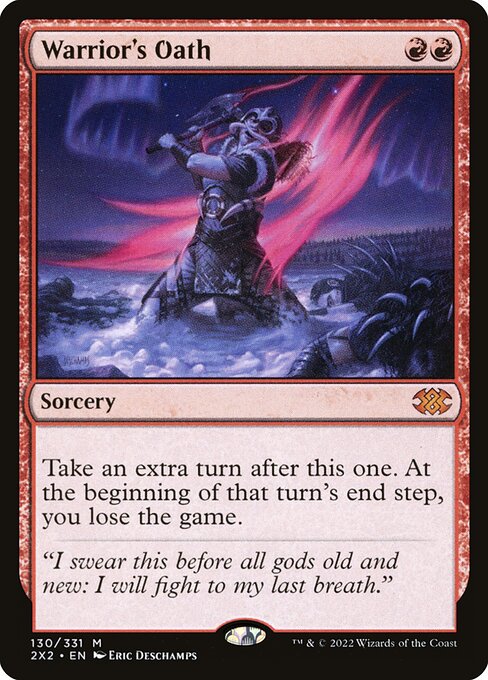 Warrior's Oath
Sorcery
Take an extra turn after this one. At
the beginning of that turn's end step,
you lose the game.
“I swear this before all gods old and
new: I will fight to my last breath.”
130/331 M
2X2 • EN Eric Deschamps
™ & © 2022 Wizards of the Coast